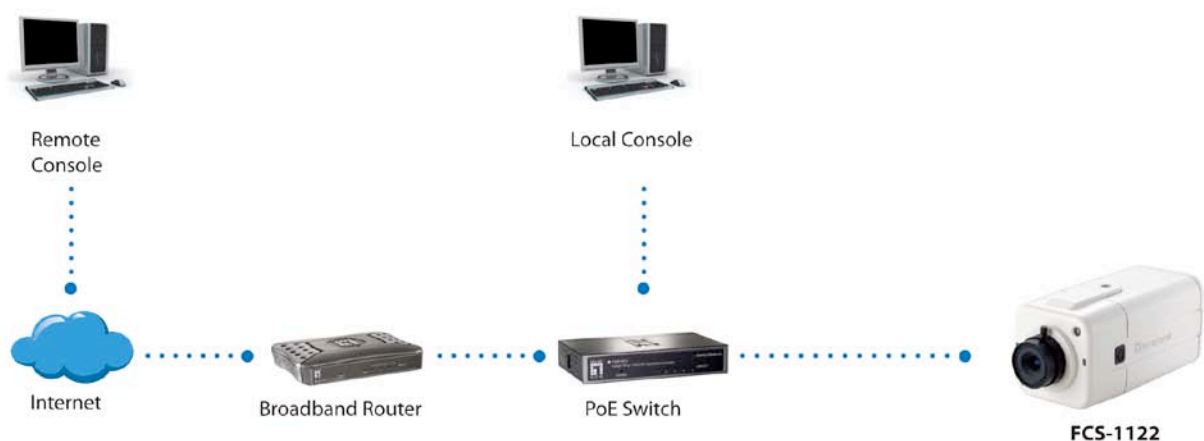 Remote
Console
Local Console
Internet
Broadband Router
PoE Switch
FCS-1122